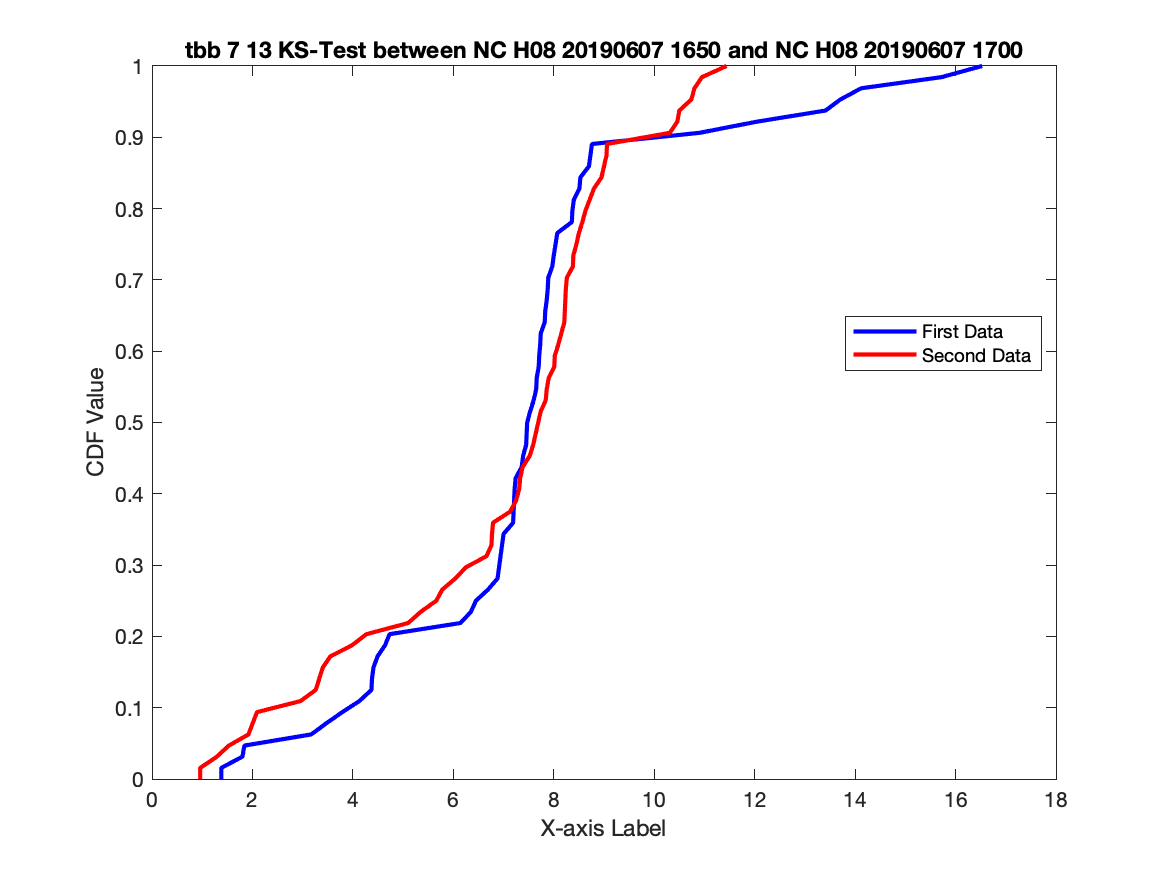 tbb 7 13 KS-Test between NC H08 20190607 1650 and NC H08 20190607 1700
1
0.9
0.8
0.7
0.6
0.5
0.4
0.3
0.2
0.1
0
CDF Value
First Data
Second Data
0 2 4 6 8 10 12 14 16 18
X-axis Label